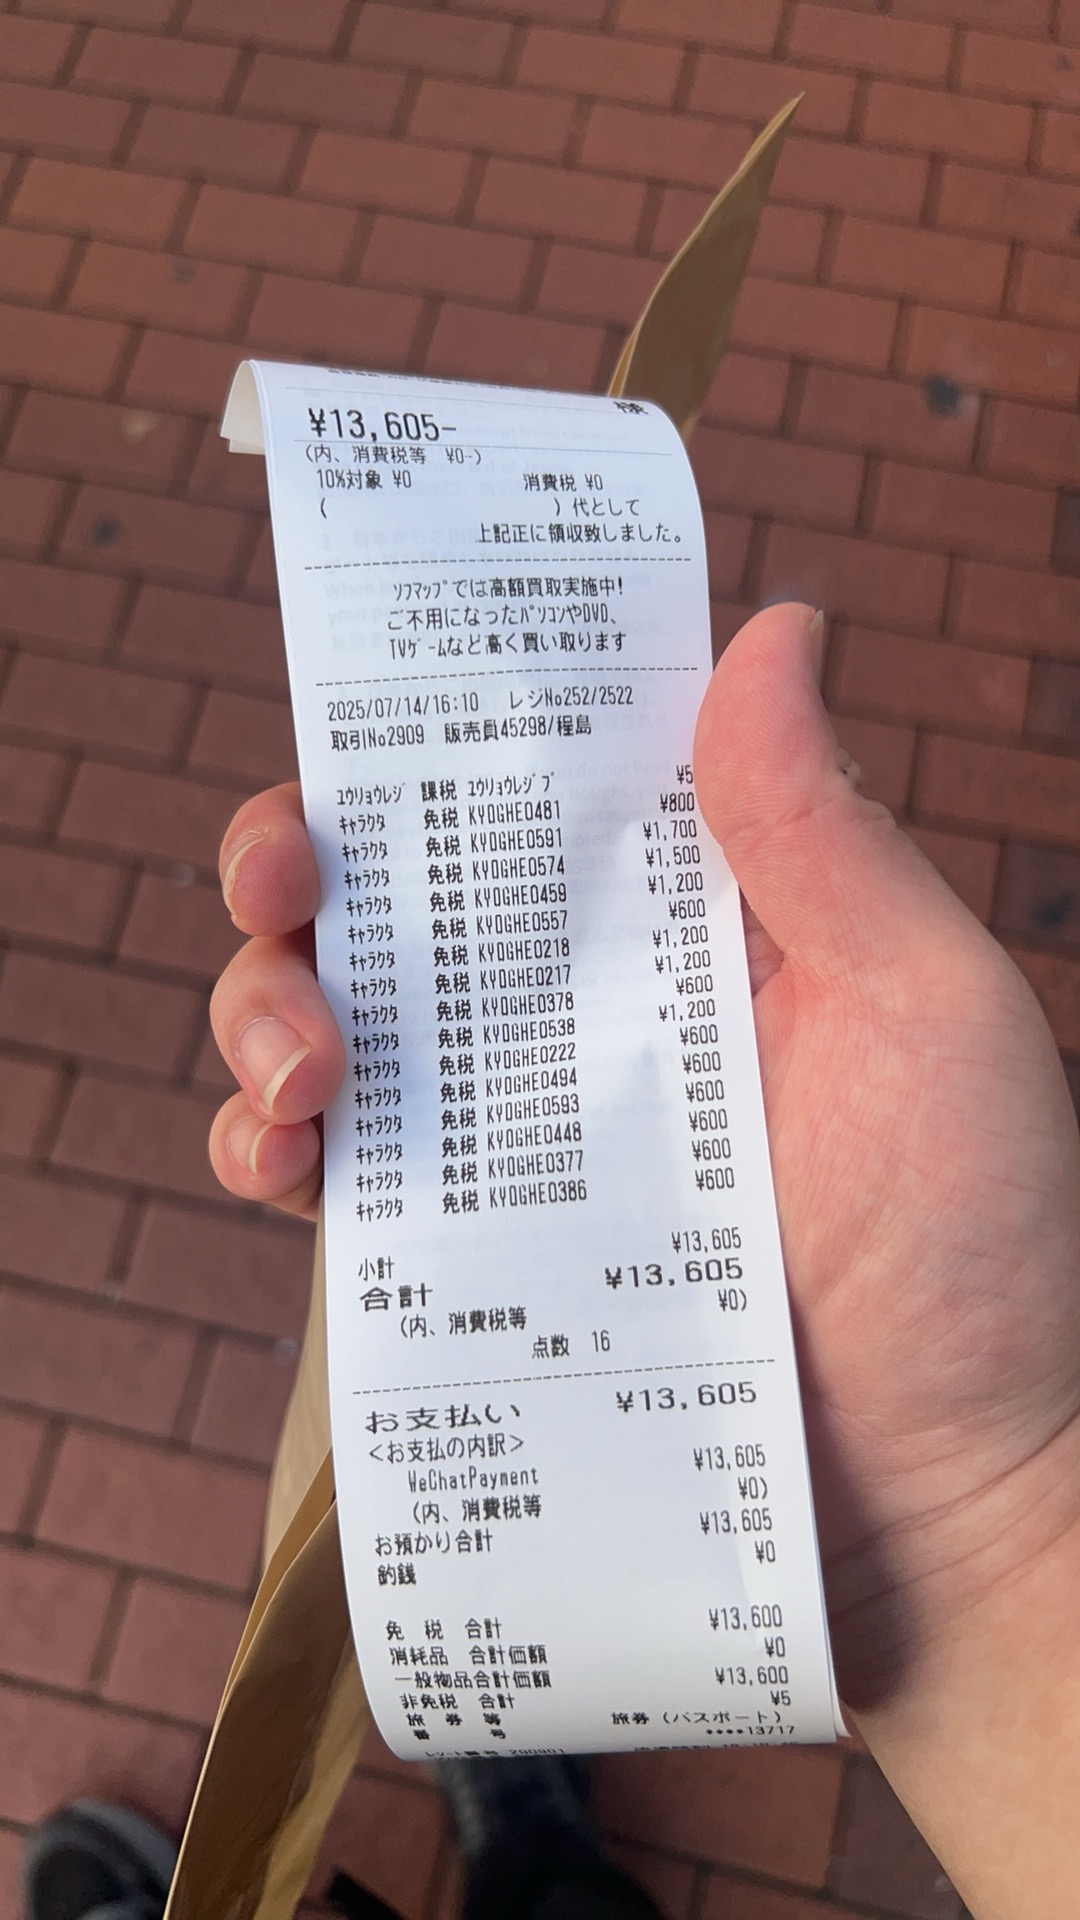 様
¥13,605-
(内、消費税等 ¥0-)
10%対象 ¥0 消費税 ¥0
( )代として
上記正に領収致しました。
ソフマップでは高額買取実施中!
ご不用になったパソコンやDVD、
TVゲームなど高く買い取ります
2025/07/14/16:10 レジNo252/2522
取引No2909 販売員45298/程島
ユウリョウレジ 課税 ユウリョウレジブ ¥5
キャラクタ 免税 KYOGHE0481 ¥800
キャラクタ 免税 KYOGHE0591 ¥1,700
キャラクタ 免税 KYOGHE0574 ¥1,500
キャラクタ 免税 KYOGHE0459 ¥1,200
キャラクタ 免税 KYOGHE0557 ¥600
キャラクタ 免税 KYOGHE0218 ¥1,200
キャラクタ 免税 KYOGHE0217 ¥1,200
キャラクタ 免税 KYOGHE0378 ¥600
キャラクタ 免税 KYOGHE0538 ¥1,200
キャラクタ 免税 KYOGHE0222 ¥600
キャラクタ 免税 KYOGHE0494 ¥600
キャラクタ 免税 KYOGHE0593 ¥600
キャラクタ 免税 KYOGHE0448 ¥600
キャラクタ 免税 KYOGHE0377 ¥600
キャラクタ 免税 KYOGHE0386 ¥600
小計 ¥13,605
合計 ¥13,605
(内、消費税等 ¥0)
点数 16
お支払い ¥13,605
<お支払の内訳>
WeChatPayment ¥13,605
(内、消費税等 ¥0)
お預かり合計 ¥13,605
釣銭 ¥0
免 税 合計 ¥13,600
消耗品 合計価額 ¥0
一般物品合計価額 ¥13,600
非免税 合計 ¥5
旅 券 等 旅券(パスポート)
番 号 ****13717